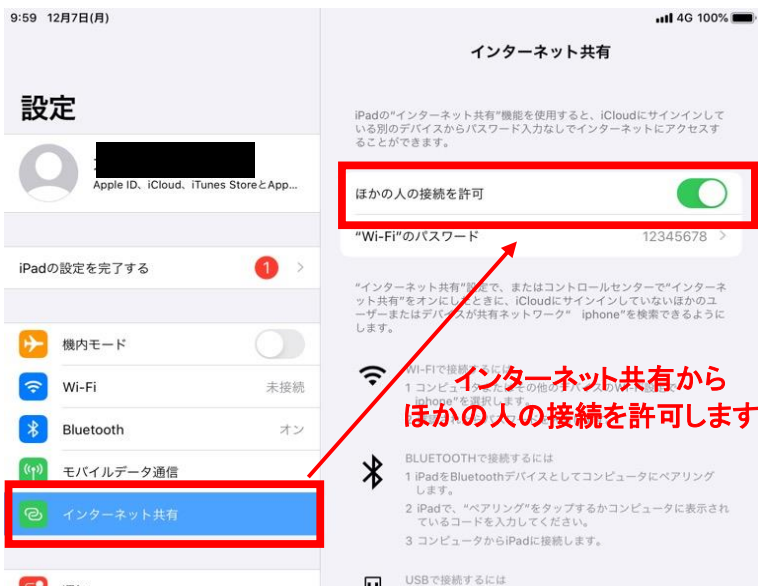 9:59 12月7日(月)
4G 100%
インターネット共有
設定
iPadの"インターネット共有"機能を使用すると、iCloudにサインインして
いる別のデバイスからパスワード入力なしでインターネットにアクセスす
ることができます。
Apple ID、iCloud、iTunes StoreとApp...
ほかの人の接続を許可
"Wi-Fi"のパスワード 12345678
iPadの設定を完了する 1
"インターネット共有"設定で、またはコントロールセンターで"インターネ
ット共有"をオンにしたときに、iCloudにサインインしていないほかのユ
ーザーまたはデバイスが共有ネットワーク" iphone"を検索できるように
します。
機内モード
Wi-Fi 未接続
Bluetooth オン
モバイルデータ通信
インターネット共有
WI-FIで接続するには
iphone"を選択します。
インターネット共有から
ほかの人の接続を許可します
BLUETOOTHで接続するには
1 iPadをBluetoothデバイスとしてコンピュータにペアリング
します。
2 iPadで、"ペアリング"をタップするかコンピュータに表示され
ているコードを入力してください。
3 コンピュータからiPadに接続します。
USBで接続するには